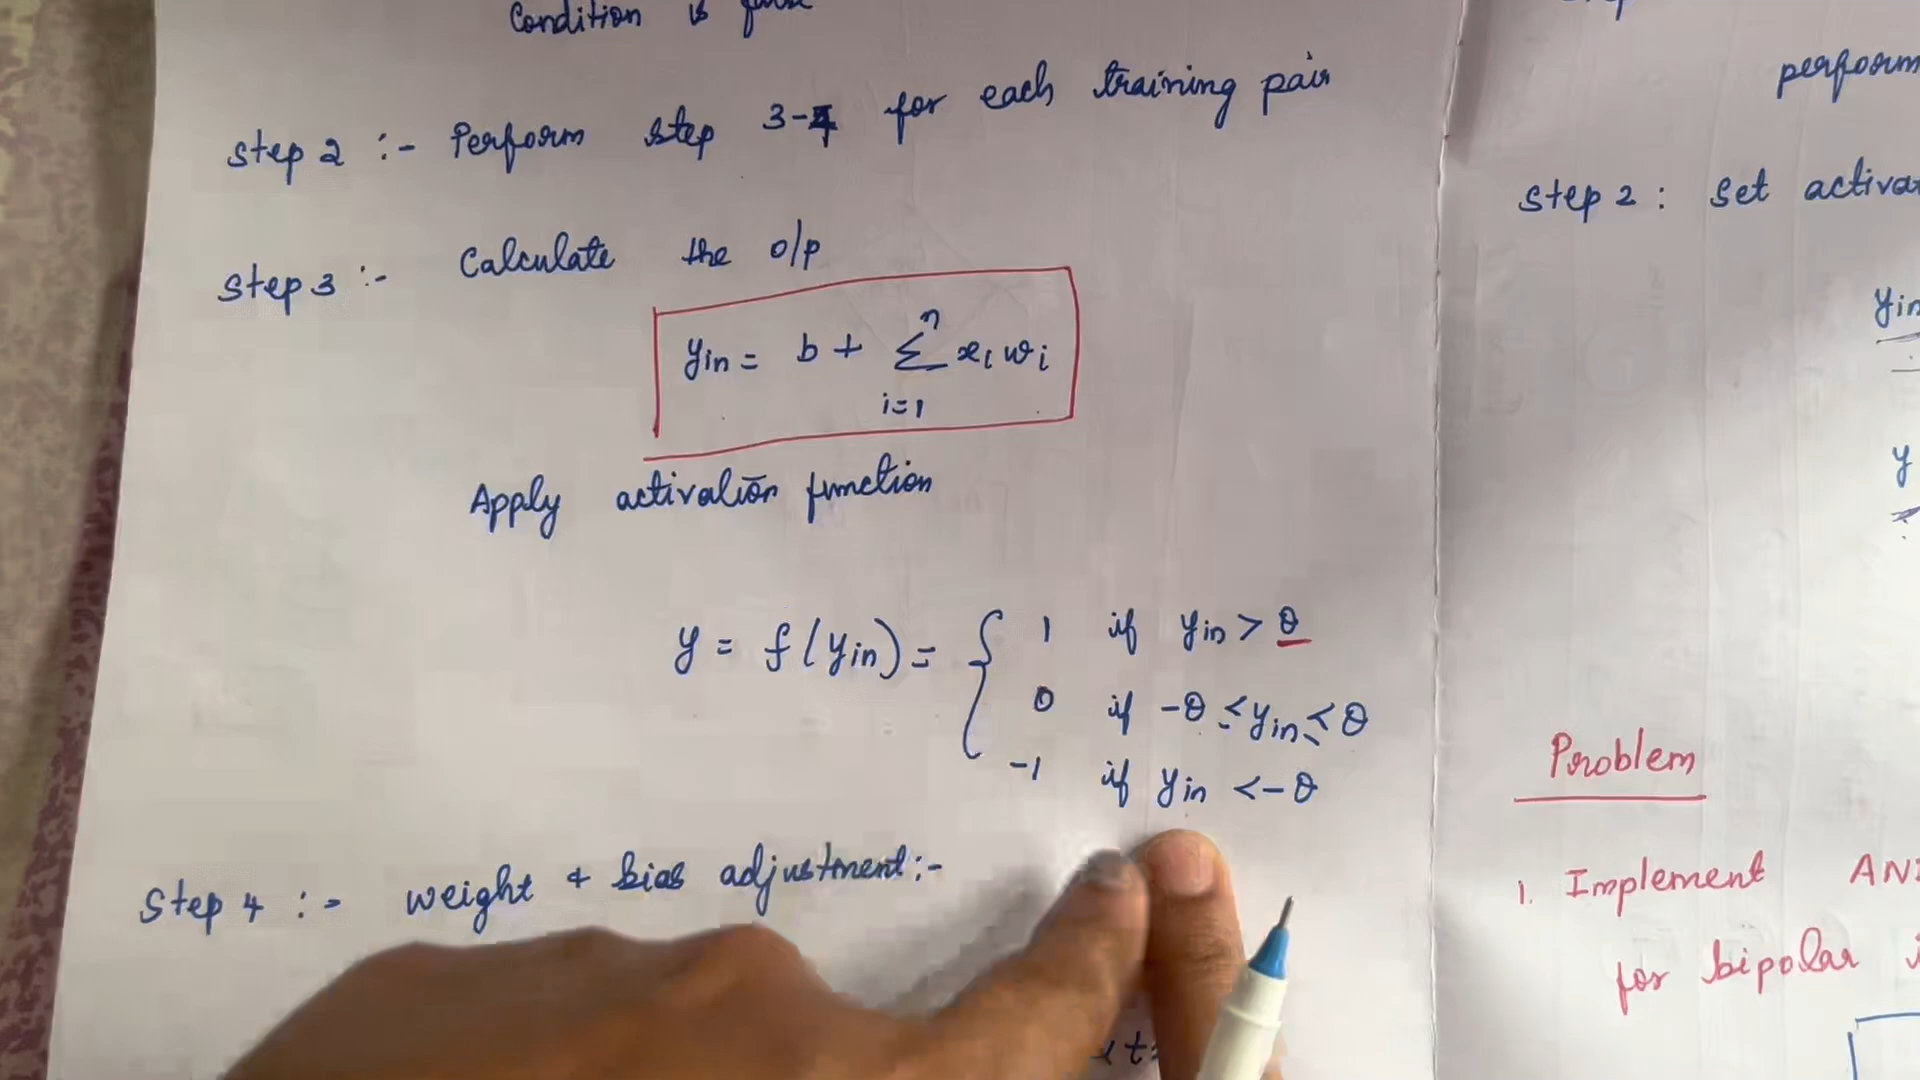 Condition is
Step 2 :- Perform step 3-4 for each training pair
Step 3 :- Calculate the o/p
yin = b + n ∑ i=1 xi wi
Apply activation function
y = f(yin) = { 1 if yin > θ
0 if -θ ≤ yin ≤ θ
-1 if yin < -θ
Step 4 :- weight & bias adjustment :-
perform
Step 2 : Set activa
yin
y
Problem
1. Implement AN
for bipolar i